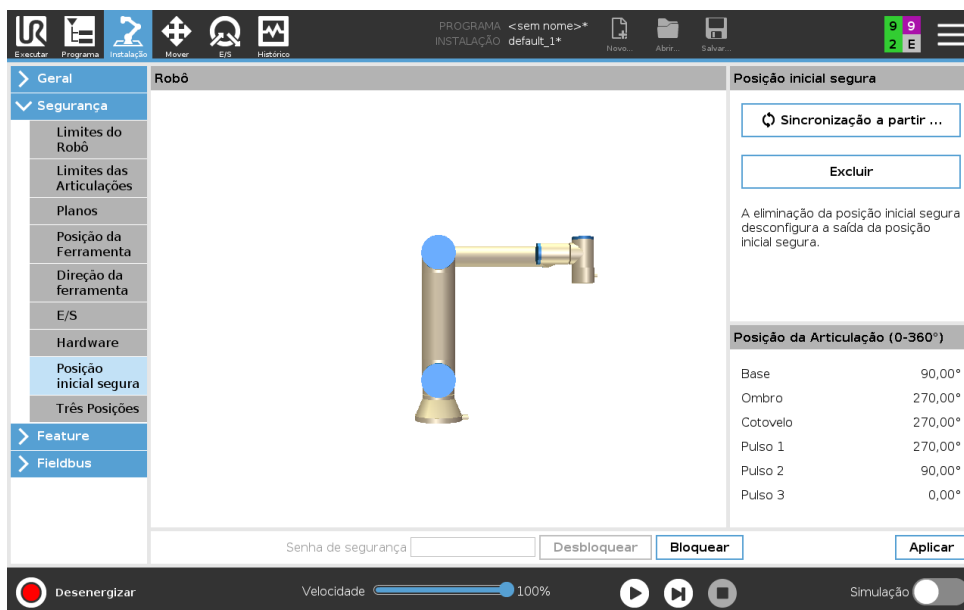 PROGRAMA <sem nome>*
INSTALAÇÃO default_1*
Executar Programa Instalação Mover E/S Histórico Novo... Abrir... Salvar...
9 9
2 E
Geral
Segurança
Limites do
Robô
Limites das
Articulações
Planos
Posição da
Ferramenta
Direção da
ferramenta
E/S
Hardware
Posição
inicial segura
Três Posições
Feature
Fieldbus
Robô
Posição inicial segura
Sincronização a partir ...
Excluir
A eliminação da posição inicial segura
desconfigura a saída da posição
inicial segura.
Posição da Articulação (0-360°)
Base 90,00°
Ombro 270,00°
Cotovelo 270,00°
Pulso 1 270,00°
Pulso 2 90,00°
Pulso 3 0,00°
Senha de segurança Desbloquear Bloquear Aplicar
Desenergizar Velocidade 100% Simulação